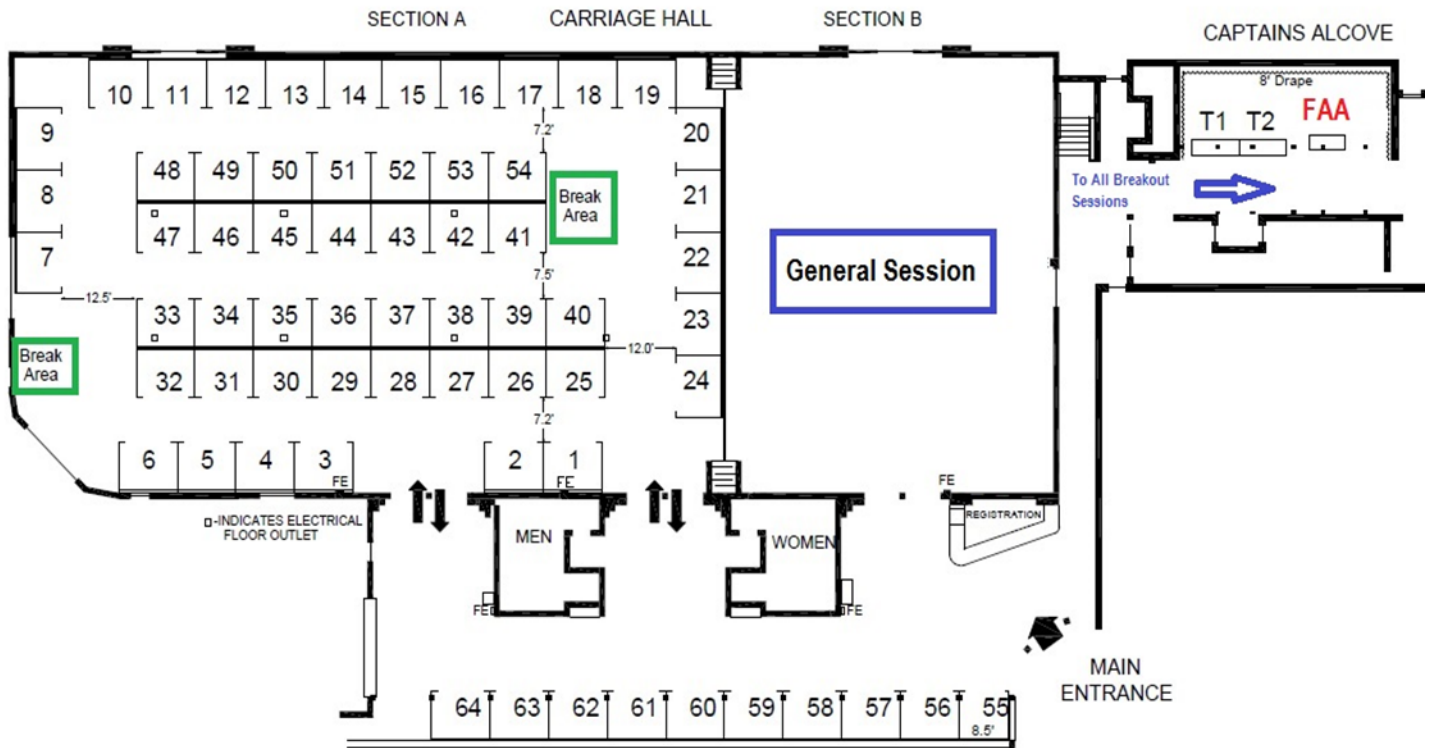 SECTION A
CARRIAGE HALL
SECTION B
CAPTAINS ALCOVE
8' Drape
FAA
T1 T2
To All Breakout
Sessions
10 11 12 13 14 15 16 17 18 19
9
8
7
7.2'
20
21
22
23
24
48 49 50 51 52 53 54
Break
Area
47 46 45 44 43 42 41
7.5'
General Session
12.5'
33 34 35 36 37 38 39 40
12.0'
Break
Area
32 31 30 29 28 27 26 25
7.2'
6 5 4 3
2 1
FE
FE
FE
-INDICATES ELECTRICAL
FLOOR OUTLET
MEN
WOMEN
REGISTRATION
FE
FE
MAIN
ENTRANCE
64 63 62 61 60 59 58 57 56 55
8.5'